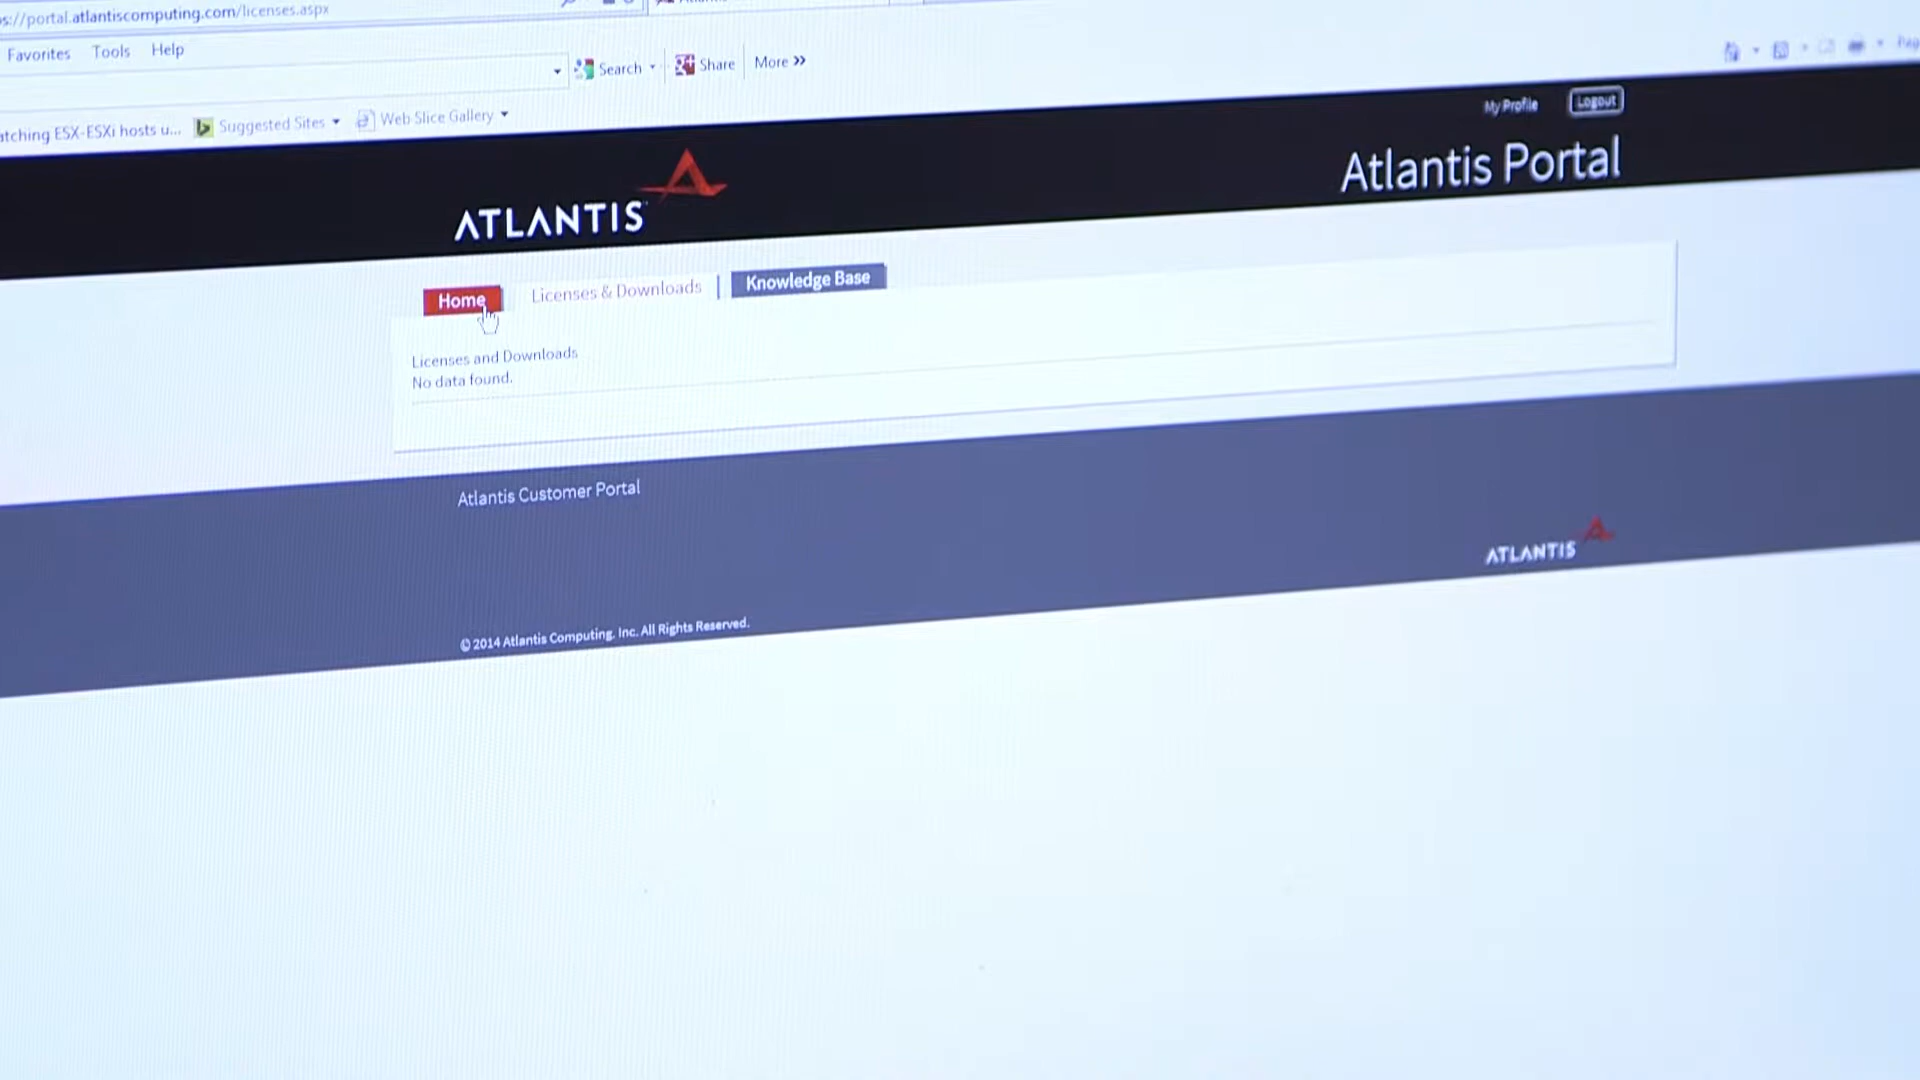 s://portal.atlantiscomputing.com/licenses.aspx
Favorites Tools Help
Search Share More »
atching ESX-ESXi hosts u... Suggested Sites Web Slice Gallery
My Profile Logout
Atlantis Portal
ATLANTIS
Home Licenses & Downloads | Knowledge Base
Licenses and Downloads
No data found.
Atlantis Customer Portal
ATLANTIS
© 2014 Atlantis Computing, Inc. All Rights Reserved.